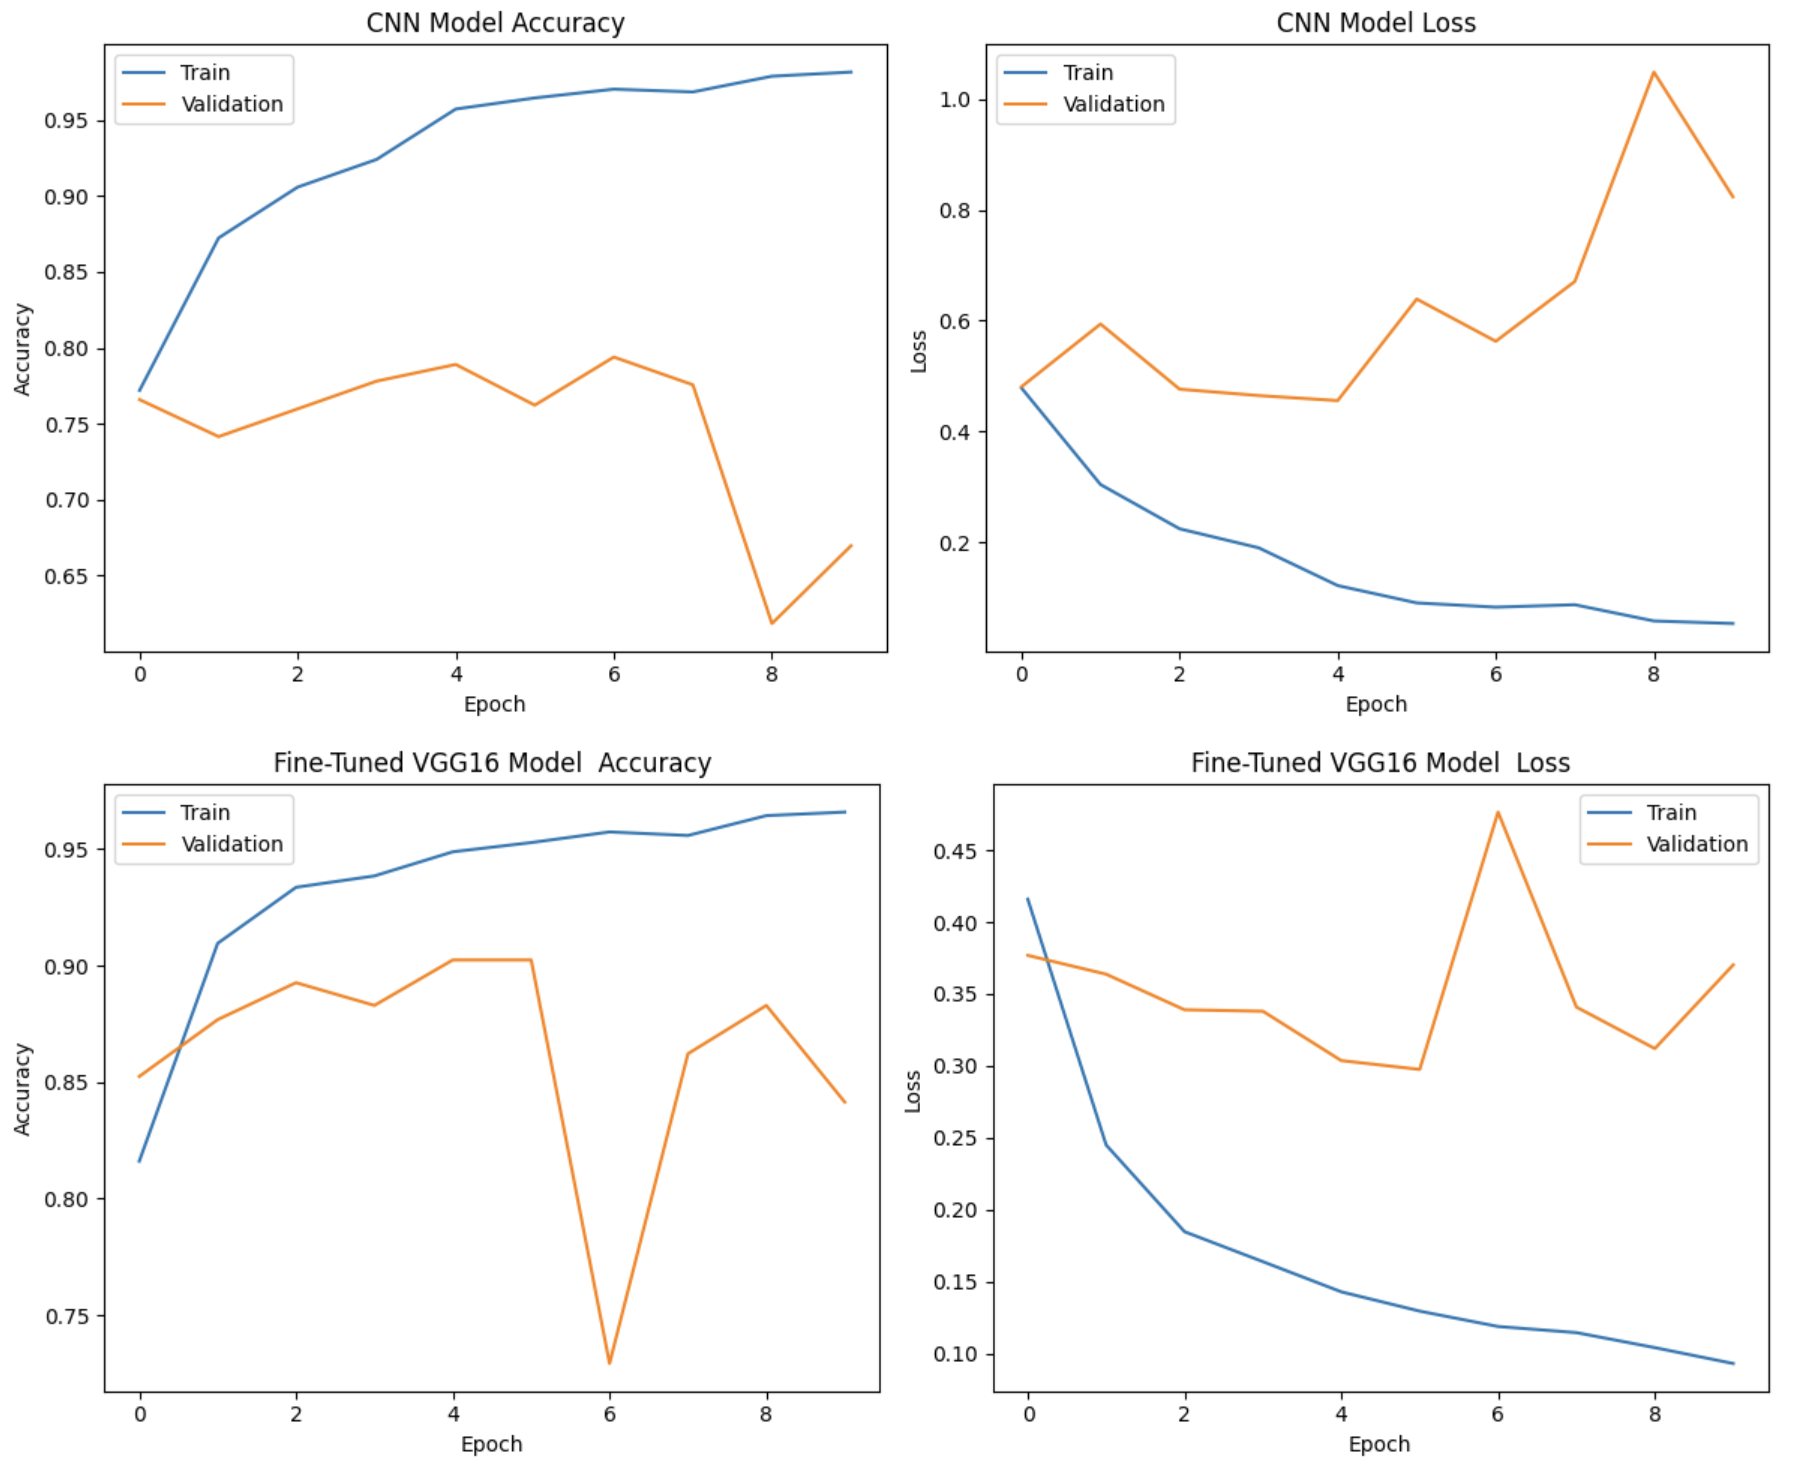 CNN Model Accuracy
Train
Validation
0.95
0.90
0.85
0.80
0.75
0.70
0.65
Accuracy
0 2 4 6 8
Epoch
CNN Model Loss
Train
Validation
1.0
0.8
0.6
0.4
0.2
Loss
0 2 4 6 8
Epoch
Fine-Tuned VGG16 Model  Accuracy
Train
Validation
0.95
0.90
0.85
0.80
0.75
Accuracy
0 2 4 6 8
Epoch
Fine-Tuned VGG16 Model  Loss
Train
Validation
0.45
0.40
0.35
0.30
0.25
0.20
0.15
0.10
Loss
0 2 4 6 8
Epoch